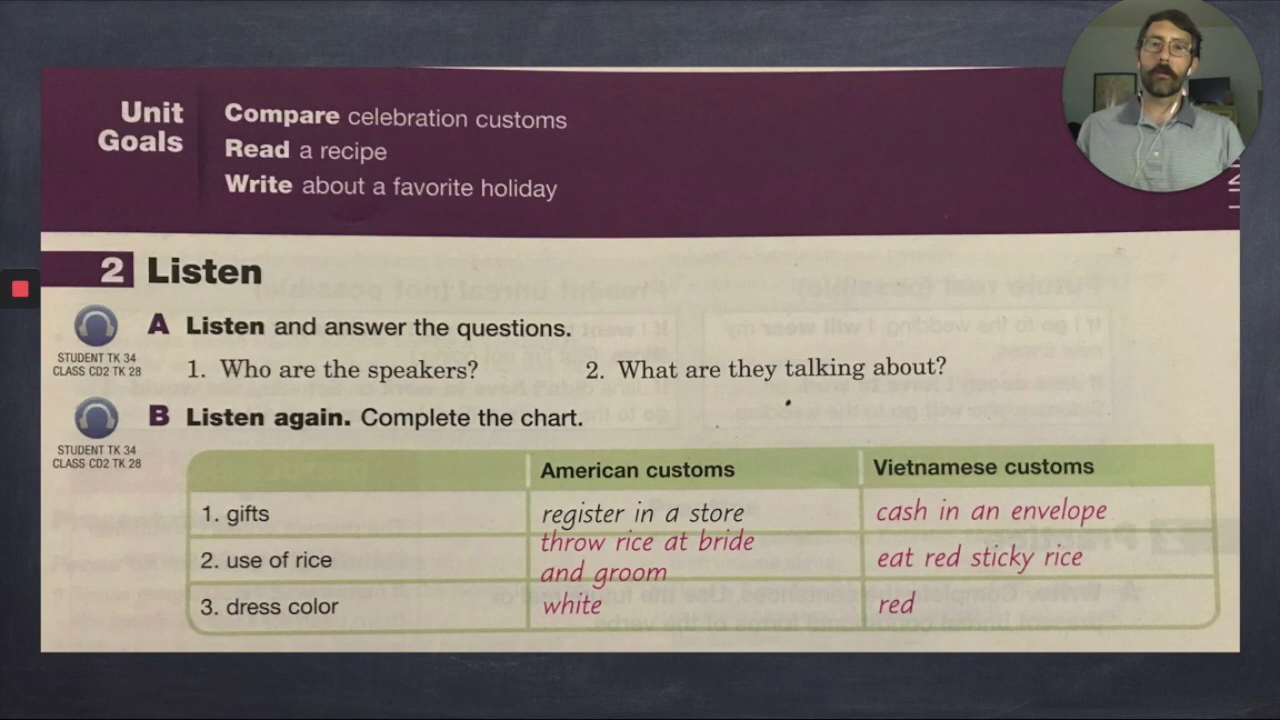 Unit Goals
Compare celebration customs
Read a recipe
Write about a favorite holiday
2 Listen
STUDENT TK 34
CLASS CD2 TK 28
A Listen and answer the questions.
1. Who are the speakers? 2. What are they talking about?
STUDENT TK 34
CLASS CD2 TK 28
B Listen again. Complete the chart.
American customs Vietnamese customs
1. gifts register in a store cash in an envelope
2. use of rice throw rice at bride and groom eat red sticky rice
3. dress color white red